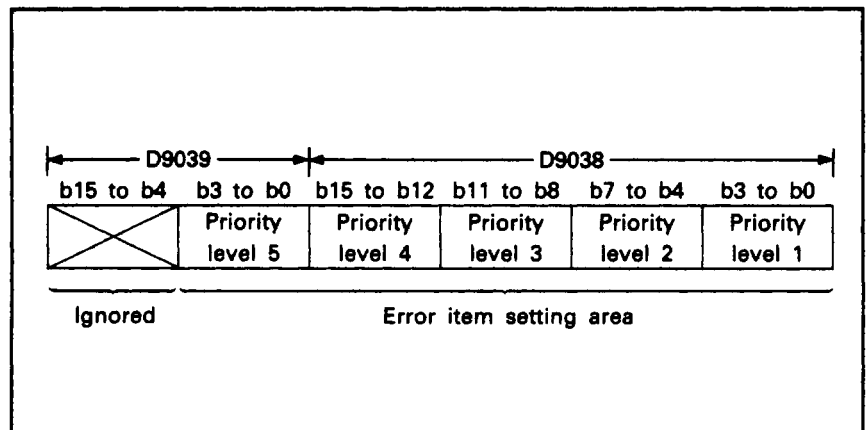 D9039 D9038
b15 to b4 b3 to b0 b15 to b12 b11 to b8 b7 to b4 b3 to b0
Priority Priority Priority Priority Priority
level 5 level 4 level 3 level 2 level 1
Ignored Error item setting area